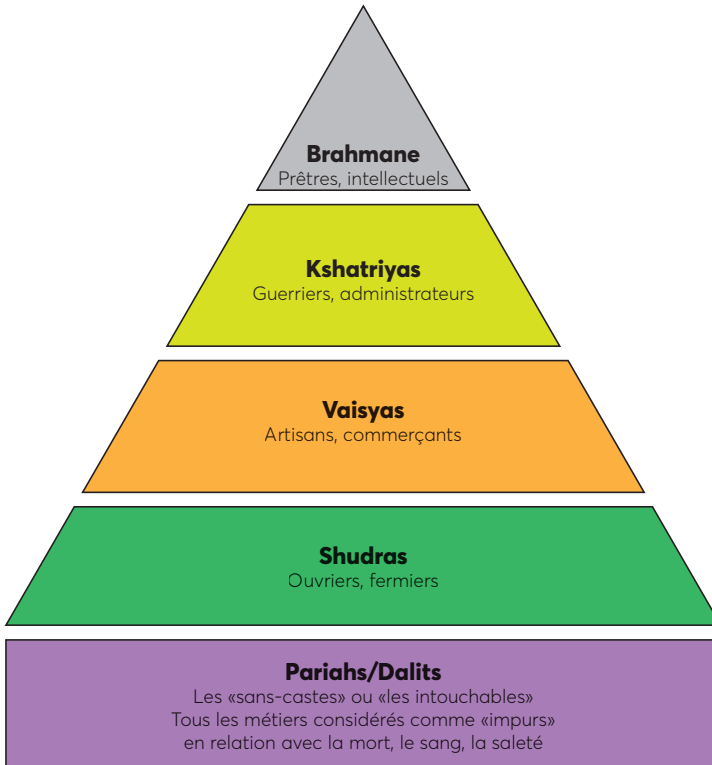 Brahmane
Prêtres, intellectuels
Kshatriyas
Guerriers, administrateurs
Vaisyas
Artisans, commerçants
Shudras
Ouvriers, fermiers
Pariahs/Dalits
Les «sans-castes» ou «les intouchables»
Tous les métiers considérés comme «impurs»
en relation avec la mort, le sang, la saleté